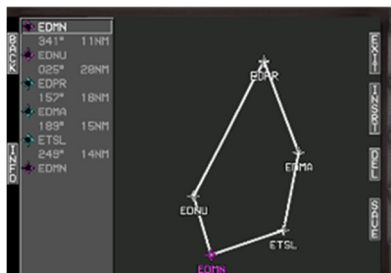 EDMN
341° 11NM
EDNU
025° 28NM
EDPR
157° 18NM
EDMA
189° 15NM
ETSL
249° 14NM
EDMN
BACK
INFO
EXIT
INSRT
DEL
SAVE
EDPR
EDMA
EDNU
ETSL
EDMN